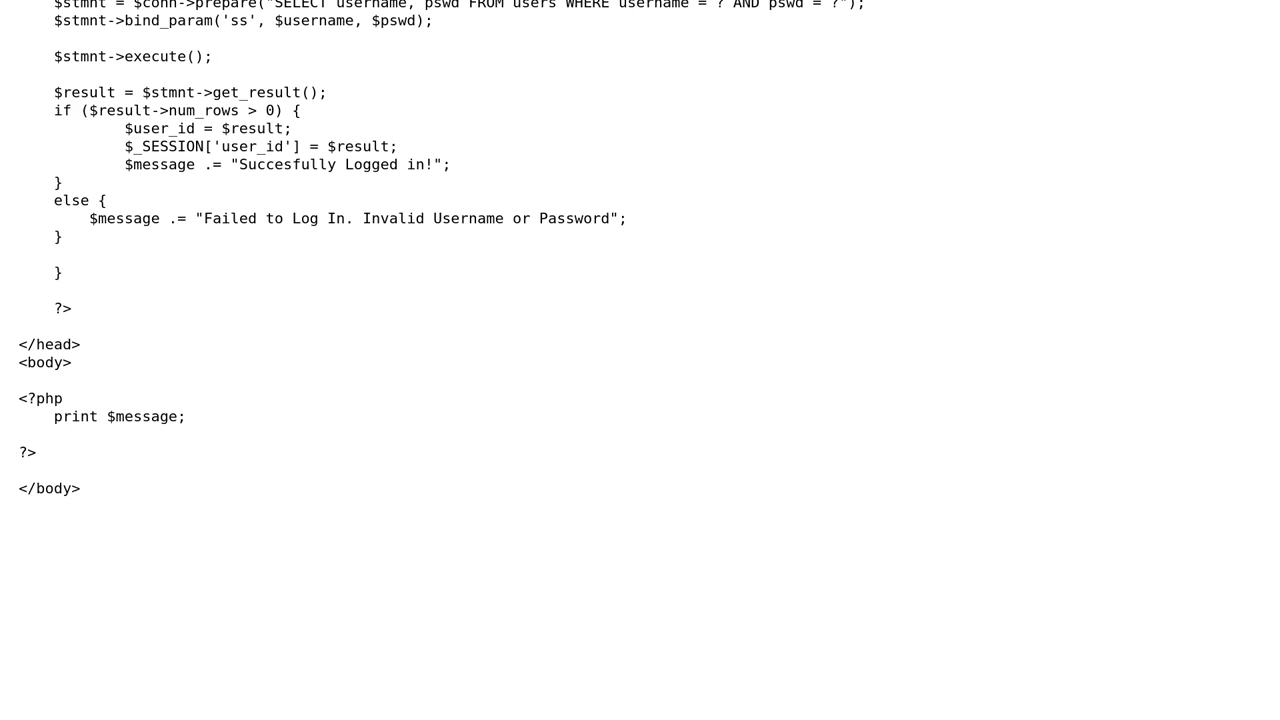 $stmnt = $conn->prepare("SELECT username, pswd FROM users WHERE username = ? AND pswd = ?");
$stmnt->bind_param('ss', $username, $pswd);
$stmnt->execute();
$result = $stmnt->get_result();
if ($result->num_rows > 0) {
$user_id = $result;
$_SESSION['user_id'] = $result;
$message .= "Succesfully Logged in!";
}
else {
$message .= "Failed to Log In. Invalid Username or Password";
}
}
?>
</head>
<body>
<?php
print $message;
?>
</body>